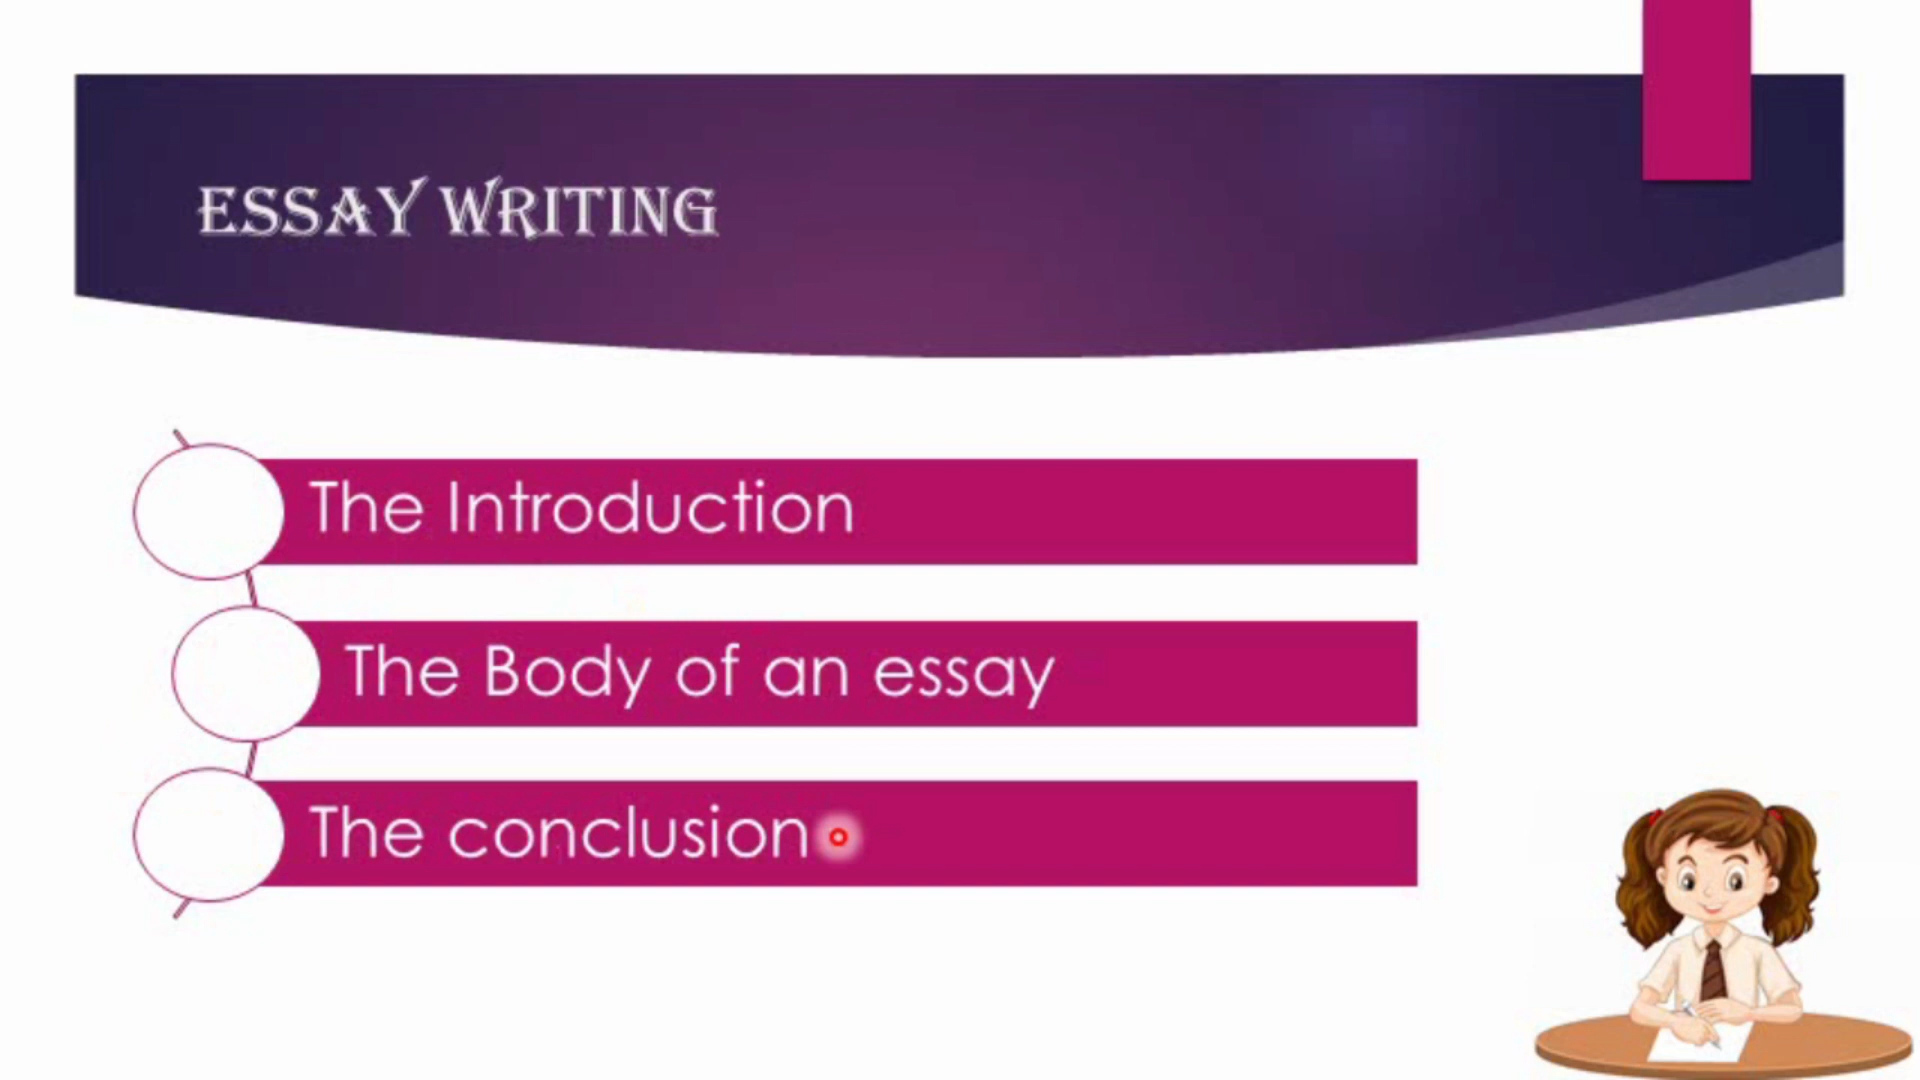 ESSAY WRITING
The Introduction
The Body of an essay
The conclusion